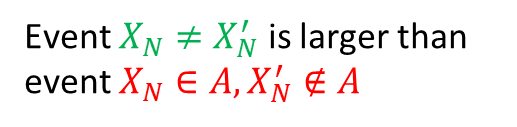 Event X_N ≠ X'_N is larger than
event X_N ∈ A, X'_N ∉ A